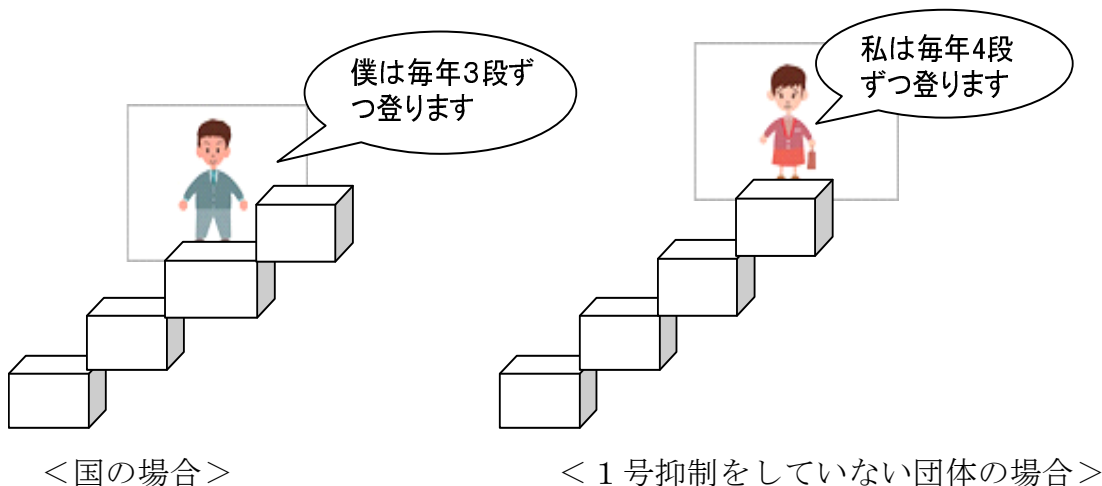 僕は毎年3段ず
つ登ります
私は毎年4段
ずつ登ります
＜国の場合＞
＜１号抑制をしていない団体の場合＞